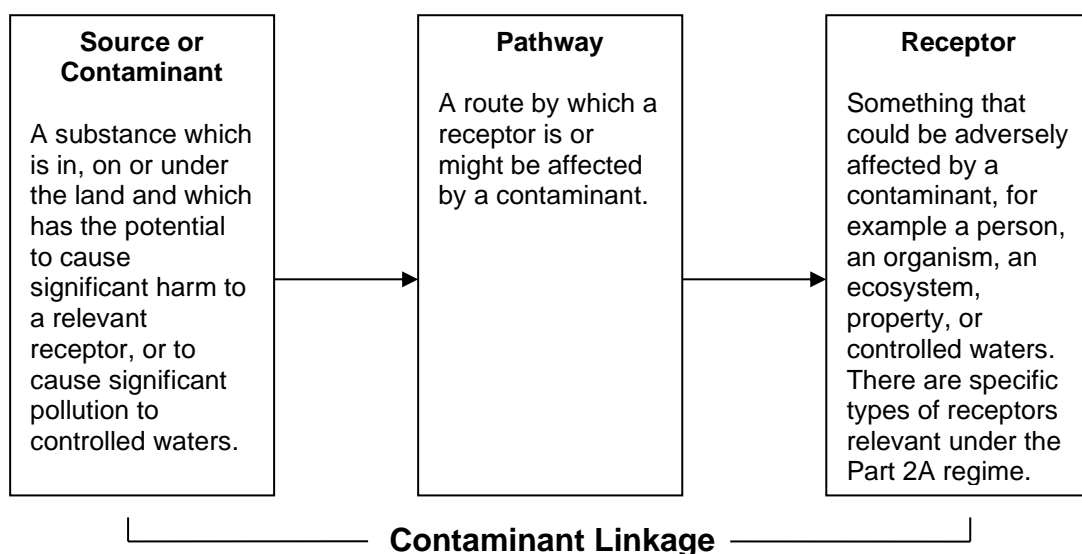 Source or
Contaminant
A substance which
is in, on or under
the land and which
has the potential
to cause
significant harm to
a relevant
receptor, or to
cause significant
pollution to
controlled waters.
Pathway
A route by which a
receptor is or
might be affected
by a contaminant.
Receptor
Something that
could be adversely
affected by a
contaminant, for
example a person,
an organism, an
ecosystem,
property, or
controlled waters.
There are specific
types of receptors
relevant under the
Part 2A regime.
Contaminant Linkage